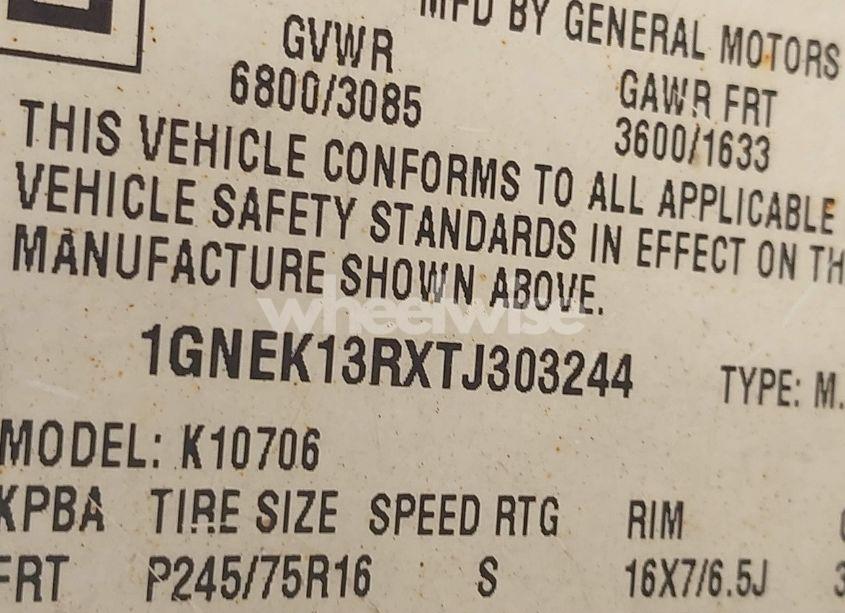 MFD BY GENERAL MOTORS
GVWR GAWR FRT
6800/3085 3600/1633
THIS VEHICLE CONFORMS TO ALL APPLICABLE
VEHICLE SAFETY STANDARDS IN EFFECT ON TH
MANUFACTURE SHOWN ABOVE.
wheelwise
1GNEK13RXTJ303244 TYPE: M.
MODEL: K10706
KPBA TIRE SIZE SPEED RTG RIM
FRT P245/75R16 S 16X7/6.5J